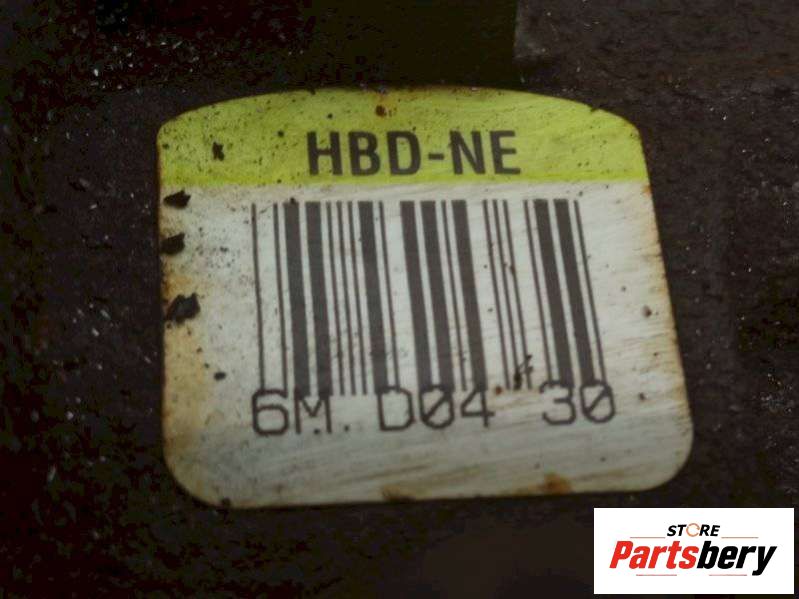 HBD-NE
6M. D04 30
STORE
Partsbery